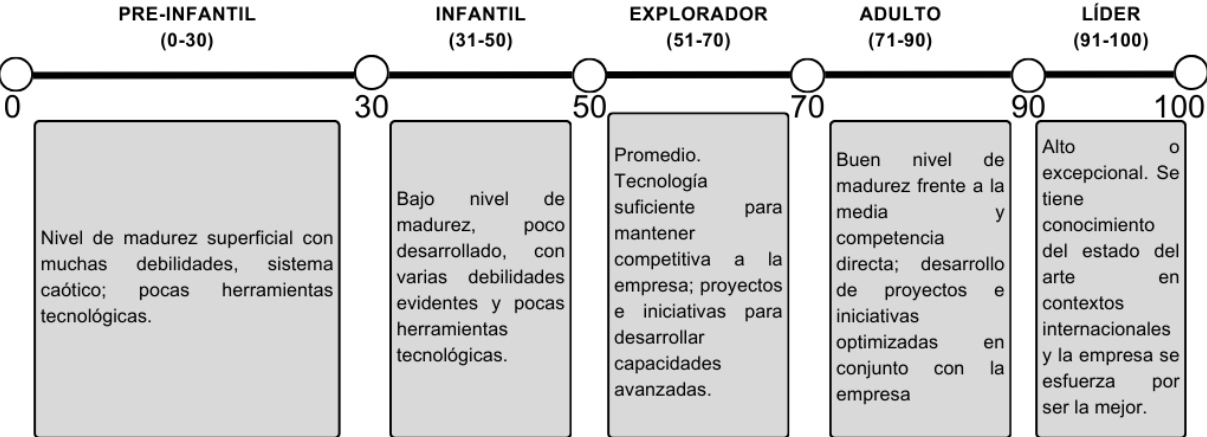 PRE-INFANTIL
(0-30)
INFANTIL
(31-50)
EXPLORADOR
(51-70)
ADULTO
(71-90)
LÍDER
(91-100)
0
30
50
70
90
100
Nivel de madurez superficial con
muchas debilidades, sistema
caótico; pocas herramientas
tecnológicas.
Bajo nivel de
madurez, poco
desarrollado, con
varias debilidades
evidentes y pocas
herramientas
tecnológicas.
Promedio.
Tecnología
suficiente para
mantener
competitiva a la
empresa; proyectos
e iniciativas para
desarrollar
capacidades
avanzadas.
Buen nivel de
madurez frente a la
media y
competencia
directa; desarrollo
de proyectos e
iniciativas
optimizadas en
conjunto con la
empresa
Alto o
excepcional. Se
tiene
conocimiento
del estado del
arte en
contextos
internacionales
y la empresa se
esfuerza por
ser la mejor.